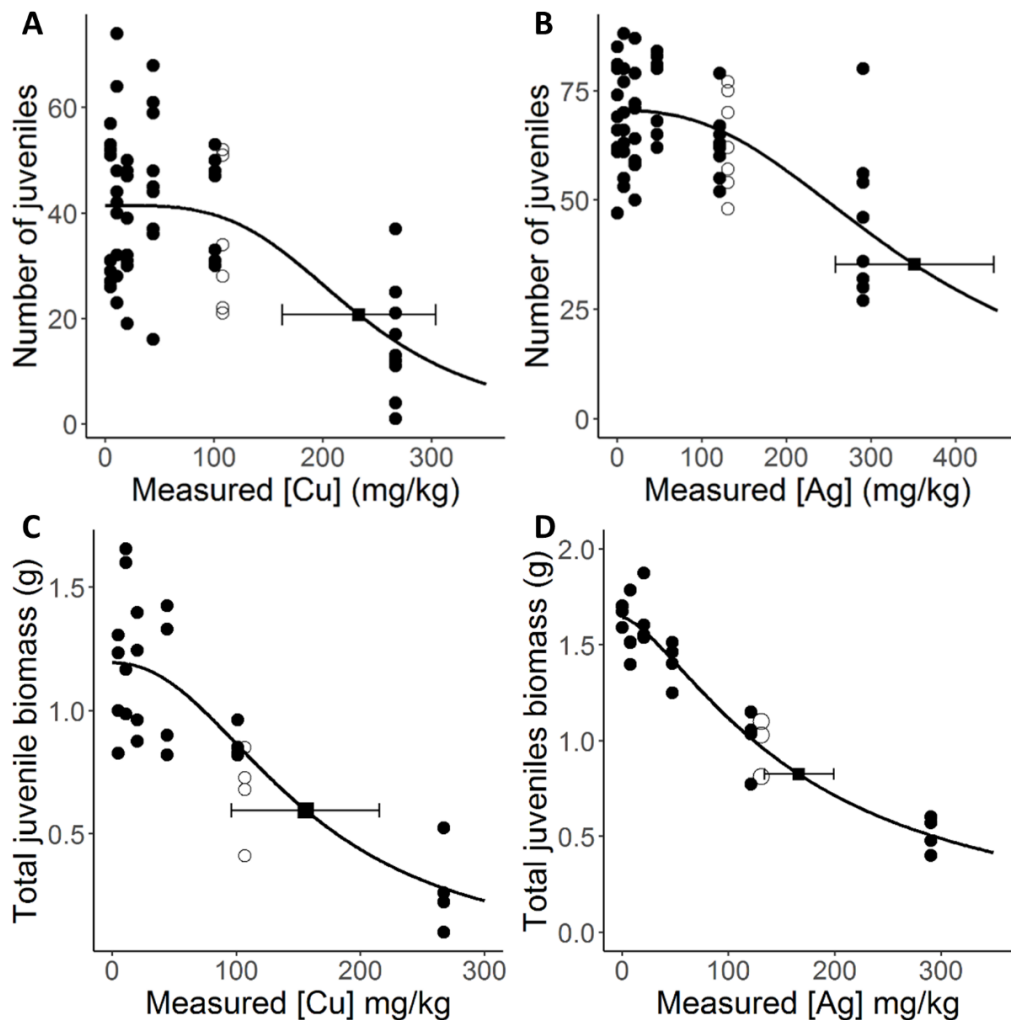 A
Number of juveniles
60
40
20
0
0 100 200 300
Measured [Cu] (mg/kg)
B
Number of juveniles
75
50
25
0
0 100 200 300 400
Measured [Ag] (mg/kg)
C
Total juvenile biomass (g)
1.5
1.0
0.5
0 100 200 300
Measured [Cu] mg/kg
D
Total juveniles biomass (g)
2.0
1.5
1.0
0.5
0.0
0 100 200 300
Measured [Ag] mg/kg